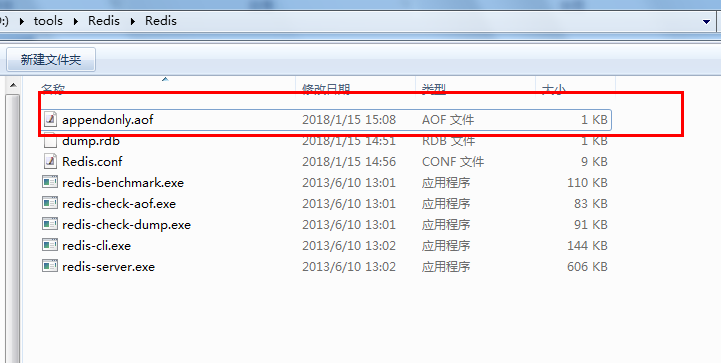 :) ▸ tools ▸ Redis ▸ Redis
新建文件夹
名称 修改日期 类型 大小
appendonly.aof 2018/1/15 15:08 AOF 文件 1 KB
dump.rdb 2018/1/15 14:51 RDB 文件 1 KB
Redis.conf 2018/1/15 14:56 CONF 文件 9 KB
redis-benchmark.exe 2013/6/10 13:01 应用程序 110 KB
redis-check-aof.exe 2013/6/10 13:01 应用程序 83 KB
redis-check-dump.exe 2013/6/10 13:01 应用程序 91 KB
redis-cli.exe 2013/6/10 13:02 应用程序 144 KB
redis-server.exe 2013/6/10 13:02 应用程序 606 KB